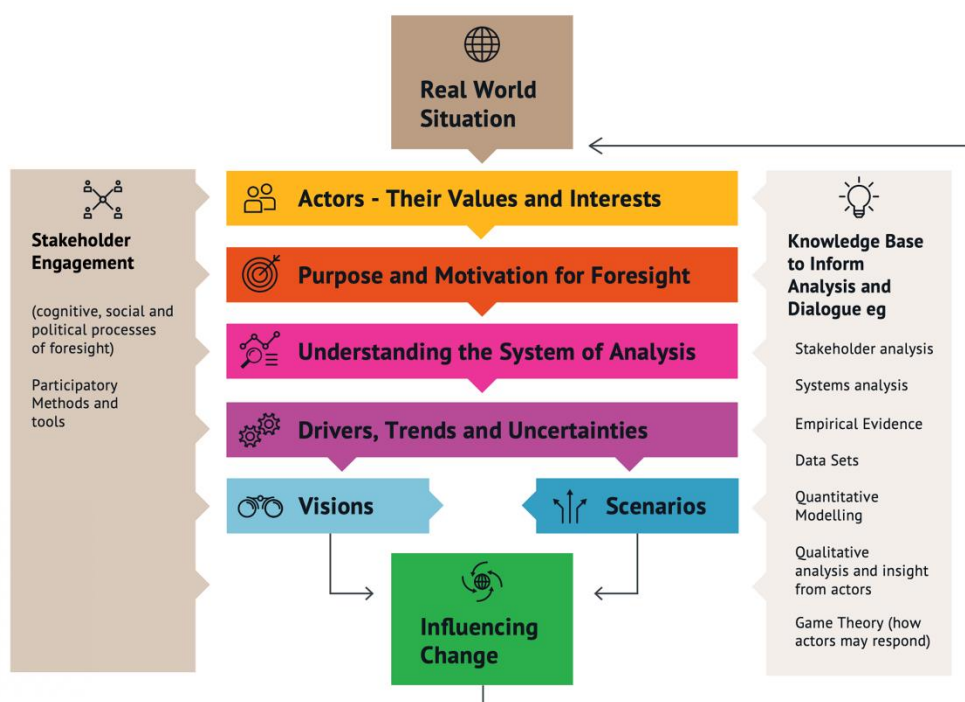 Real World
Situation
Stakeholder
Engagement
(cognitive, social and
political processes
of foresight)
Participatory
Methods and
tools
Actors - Their Values and Interests
Purpose and Motivation for Foresight
Understanding the System of Analysis
Drivers, Trends and Uncertainties
Visions
Scenarios
Influencing
Change
Knowledge Base
to Inform
Analysis and
Dialogue eg
Stakeholder analysis
Systems analysis
Empirical Evidence
Data Sets
Quantitative
Modelling
Qualitative
analysis and insight
from actors
Game Theory (how
actors may respond)